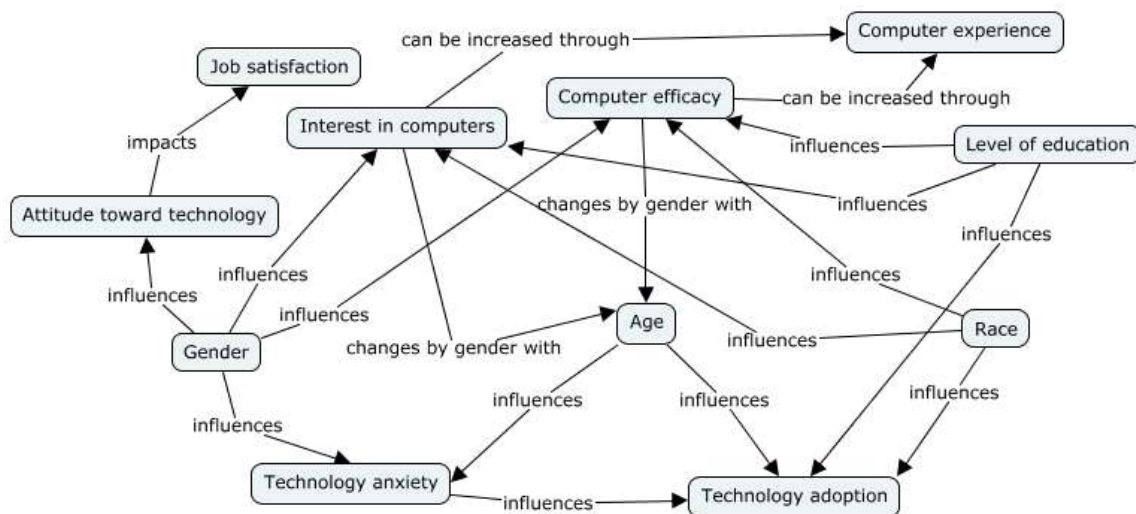 Computer experience
can be increased through
Job satisfaction
Computer efficacy
can be increased through
Interest in computers
impacts
influences
Level of education
Attitude toward technology
changes by gender with
influences
influences
influences
influences
influences
influences
Age
Race
Gender
changes by gender with
influences
influences
influences
influences
influences
Technology anxiety
Technology adoption
influences